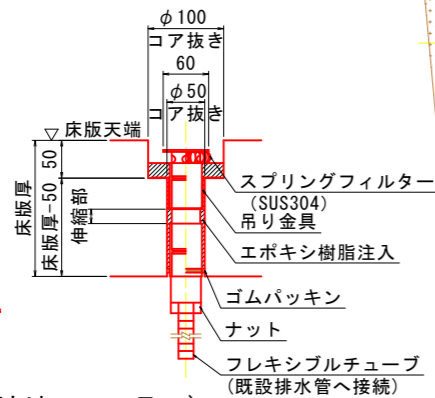 φ100
コア抜き
60
φ50
コア抜き
床版天端
50
床版厚
床版厚-50
伸縮部
スプリングフィルター
(SUS304)
吊り金具
エポキシ樹脂注入
ゴムパッキン
ナット
フレキシブルチューブ
(既設排水管へ接続)